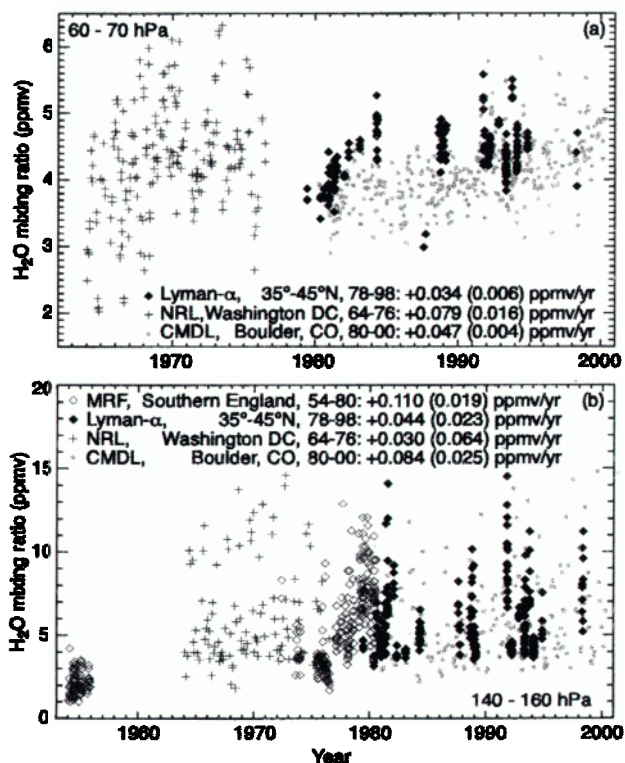 60 - 70 hPa
(a)
H₂O mixing ratio (ppmv)
6
5
4
3
2
◆ Lyman-α, 35°-45°N, 78-98: +0.034 (0.006) ppmv/yr
+ NRL, Washington DC, 64-76: +0.079 (0.016) ppmv/yr
CMDL, Boulder, CO, 80-00: +0.047 (0.004) ppmv/yr
1970 1980 1990 2000
20
15
10
5
0
H₂O mixing ratio (ppmv)
◇ MRF, Southern England, 54-80: +0.110 (0.019) ppmv/yr
(b)
◆ Lyman-α, 35°-45°N, 78-98: +0.044 (0.023) ppmv/yr
+ NRL, Washington DC, 64-76: +0.030 (0.064) ppmv/yr
CMDL, Boulder, CO, 80-00: +0.084 (0.025) ppmv/yr
140 - 160 hPa
1960 1970 1980 1990 2000
Year